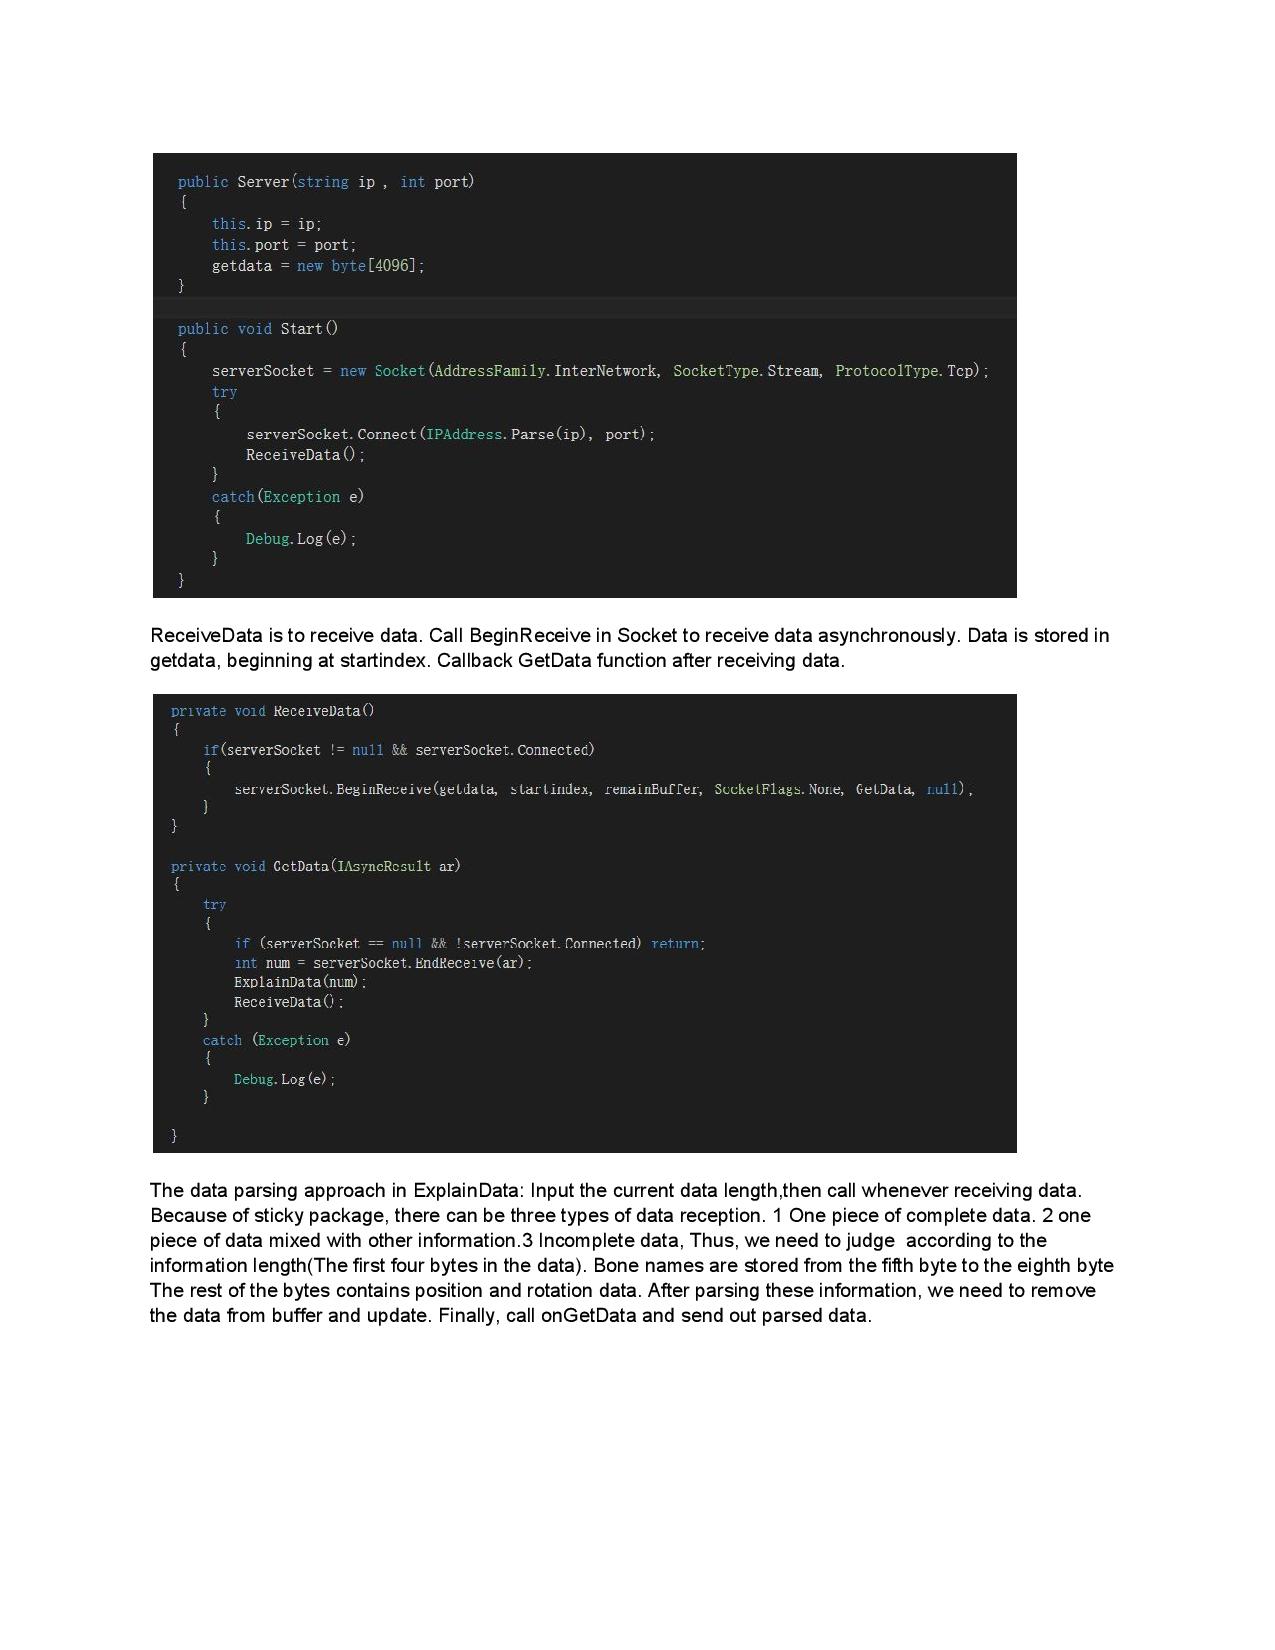 public Server(string ip , int port)
{
this.ip = ip;
this.port = port;
getdata = new byte[4096];
}
public void Start()
{
serverSocket = new Socket(AddressFamily.InterNetwork, SocketType.Stream, ProtocolType.Tcp);
try
{
serverSocket.Connect(IPAddress.Parse(ip), port);
ReceiveData();
}
catch(Exception e)
{
Debug.Log(e);
}
}
ReceiveData is to receive data. Call BeginReceive in Socket to receive data asynchronously. Data is stored in
getdata, beginning at startindex. Callback GetData function after receiving data.
private void ReceiveData()
{
if(serverSocket != null && serverSocket.Connected)
{
serverSocket.BeginReceive(getdata, startindex, remainBuffer, SocketFlags.None, GetData, null);
}
}
private void GetData(IAsyncResult ar)
{
try
{
if (serverSocket == null && !serverSocket.Connected) return;
int num = serverSocket.EndReceive(ar);
ExplainData(num);
ReceiveData();
}
catch (Exception e)
{
Debug.Log(e);
}
}
The data parsing approach in ExplainData: Input the current data length,then call whenever receiving data.
Because of sticky package, there can be three types of data reception. 1 One piece of complete data. 2 one
piece of data mixed with other information.3 Incomplete data, Thus, we need to judge  according to the
information length(The first four bytes in the data). Bone names are stored from the fifth byte to the eighth byte
The rest of the bytes contains position and rotation data. After parsing these information, we need to remove
the data from buffer and update. Finally, call onGetData and send out parsed data.